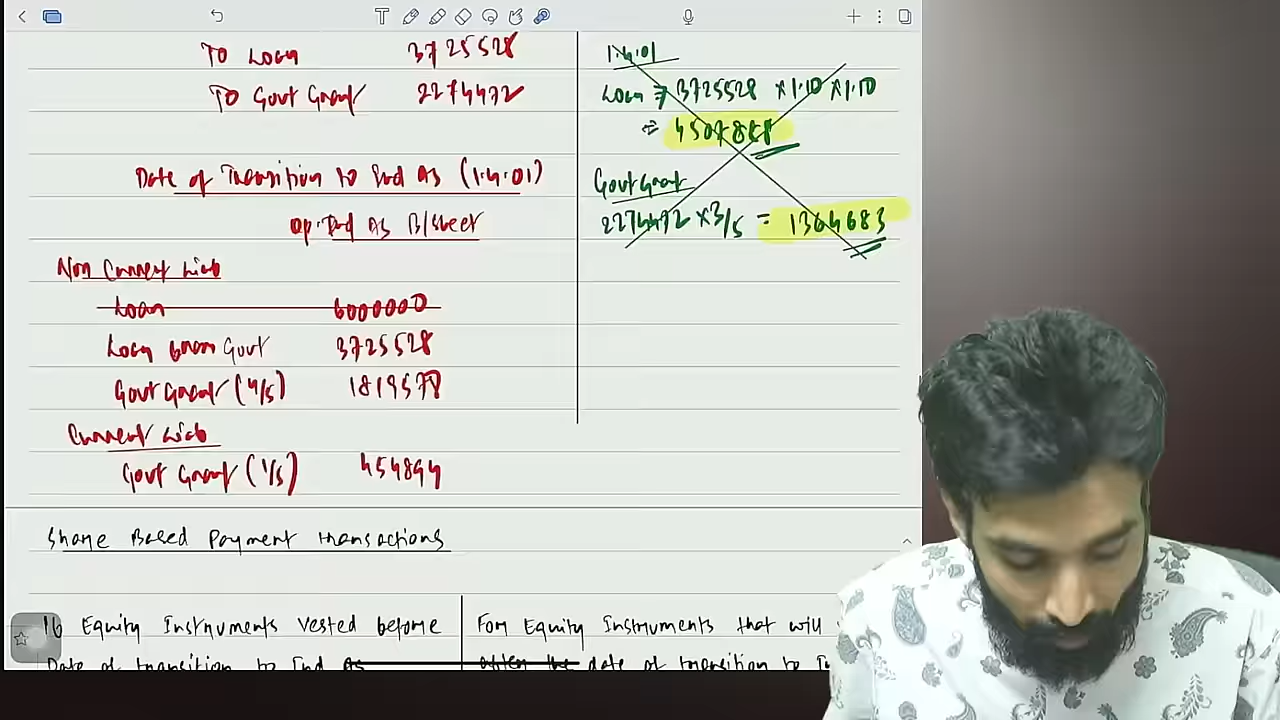 To Loan 3725528
To Govt Grant 2274472
Date of Transition to Ind As (1.4.01)
op. Ind As B/sheet
Non Current Liab
Loan 6000000
Loan from Govt 3725528
Govt Grant (4/5) 1819578
Current Liab
Govt Grant (1/5) 454894
1.4.01
Loan = 3725528 x 1.10 x 1.10
= 4507888
Govt Grant
2274472 x 3/5 = 1364683
Share Based Payment transactions
If Equity Instruments vested before
Date of transition to Ind As
For Equity Instruments that will
after the date of transition to